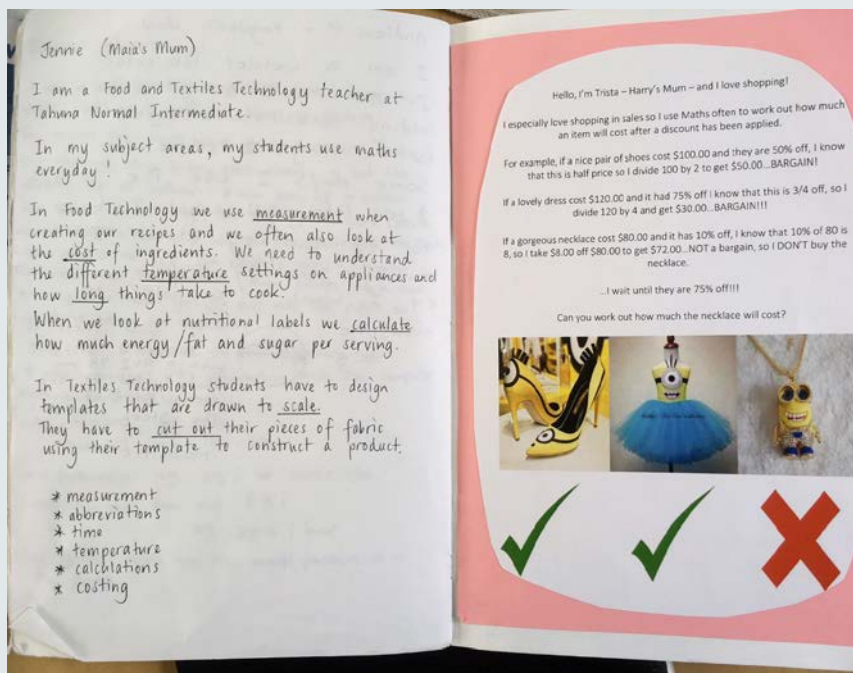 Jennie (Maia's Mum)
I am a Food and Textiles Technology teacher at
Tahuna Normal Intermediate.
In my subject areas, my students use maths
everyday!
In Food Technology we use measurement when
creating our recipes and we often also look at
the cost of ingredients. We need to understand
the different temperature settings on appliances and
how long things take to cook.
When we look at nutritional labels we calculate
how much energy/fat and sugar per serving.
In Textiles Technology students have to design
templates that are drawn to scale.
They have to cut out their pieces of fabric
using their template to construct a product.
* measurement
* abbreviations
* time
* temperature
* calculations
* costing
Hello, I'm Trista – Harry's Mum – and I love shopping!
I especially love shopping in sales so I use Maths often to work out how much
an item will cost after a discount has been applied.
For example, if a nice pair of shoes cost $100.00 and they are 50% off, I know
that this is half price so I divide 100 by 2 to get $50.00...BARGAIN!
If a lovely dress cost $120.00 and it had 75% off I know that this is 3/4 off, so I
divide 120 by 4 and get $30.00...BARGAIN!!!
If a gorgeous necklace cost $80.00 and it has 10% off, I know that 10% of 80 is
8, so I take $8.00 off $80.00 to get $72.00...NOT a bargain, so I DON'T buy the
necklace.
...I wait until they are 75% off!!!
Can you work out how much the necklace will cost?